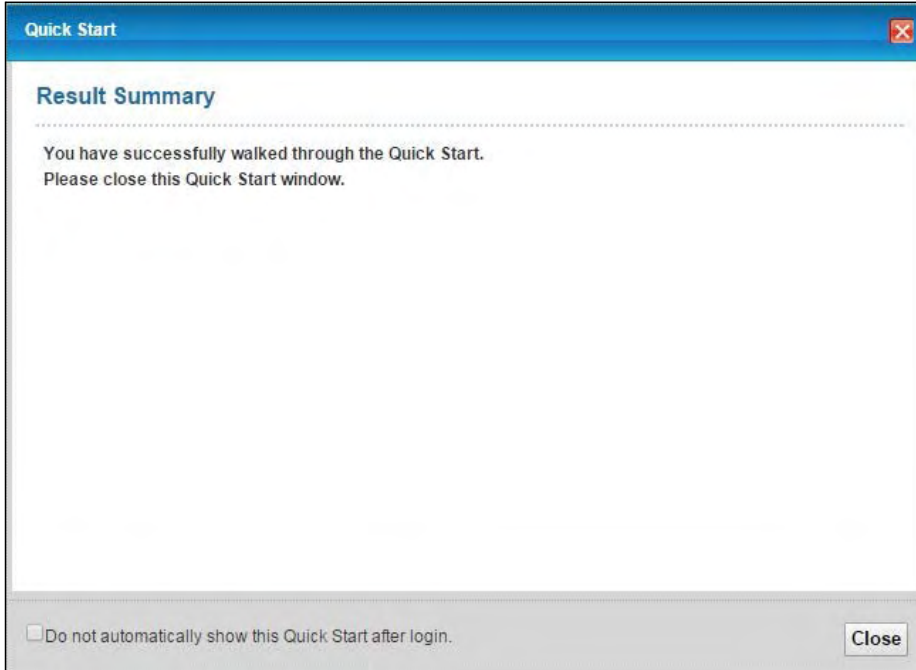 Quick Start
Result Summary
You have successfully walked through the Quick Start.
Please close this Quick Start window.
Do not automatically show this Quick Start after login.
Close